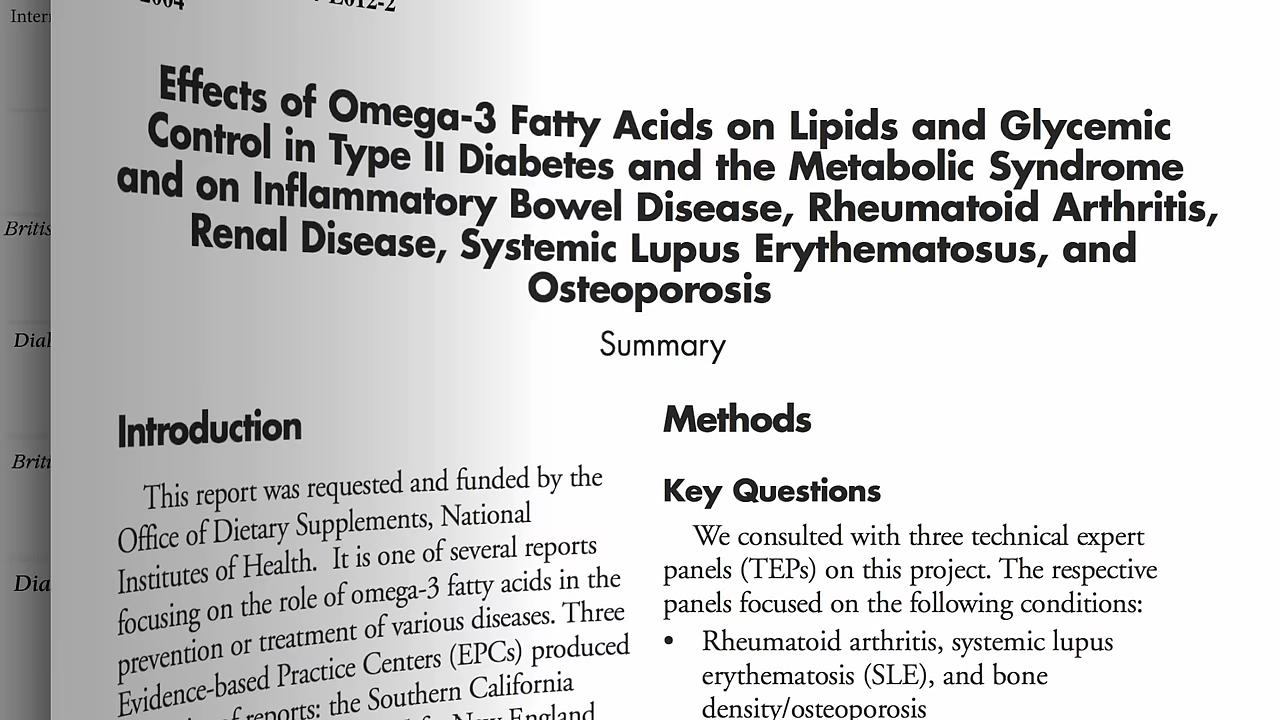 2004
E012-2
Effects of Omega-3 Fatty Acids on Lipids and Glycemic
Control in Type II Diabetes and the Metabolic Syndrome
and on Inflammatory Bowel Disease, Rheumatoid Arthritis,
Renal Disease, Systemic Lupus Erythematosus, and
Osteoporosis
Summary
Introduction
This report was requested and funded by the
Office of Dietary Supplements, National
Institutes of Health. It is one of several reports
focusing on the role of omega-3 fatty acids in the
prevention or treatment of various diseases. Three
Evidence-based Practice Centers (EPCs) produced
of reports: the Southern California
New England
Methods
Key Questions
We consulted with three technical expert
panels (TEPs) on this project. The respective
panels focused on the following conditions:
• Rheumatoid arthritis, systemic lupus
erythematosis (SLE), and bone
density/osteoporosis